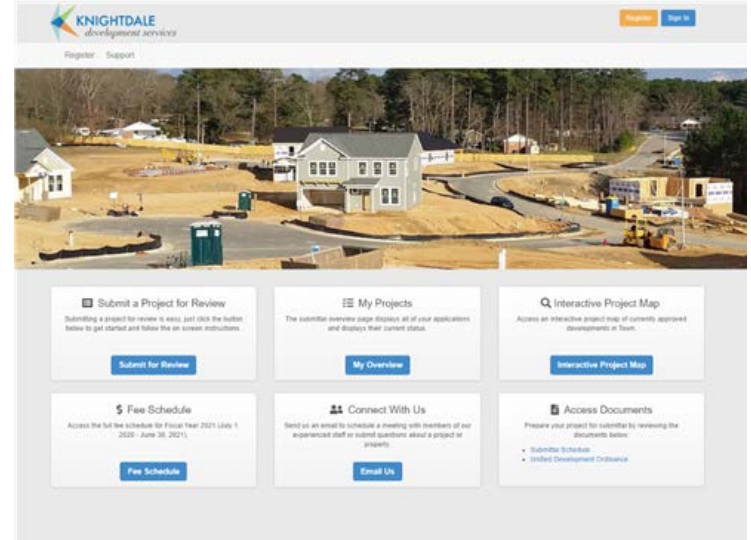 KNIGHTDALE
development services
Register Sign In
Register Support
Submit a Project for Review
Submitting a project for review is easy, just click the button
below to get started and follow the on screen instructions.
Submit for Review
My Projects
The submittal overview page displays all of your applications
and displays their current status.
My Overview
Interactive Project Map
Access an interactive project map of currently approved
developments in Town.
Interactive Project Map
$ Fee Schedule
Access the full fee schedule for Fiscal Year 2021 (July 1,
2020 - June 30, 2021).
Fee Schedule
Connect With Us
Send us an email to schedule a meeting with members of our
experienced staff or submit questions about a project or
property.
Email Us
Access Documents
Prepare your project for submittal by reviewing the
documents below.
Submittal Schedule
Unified Development Ordinance